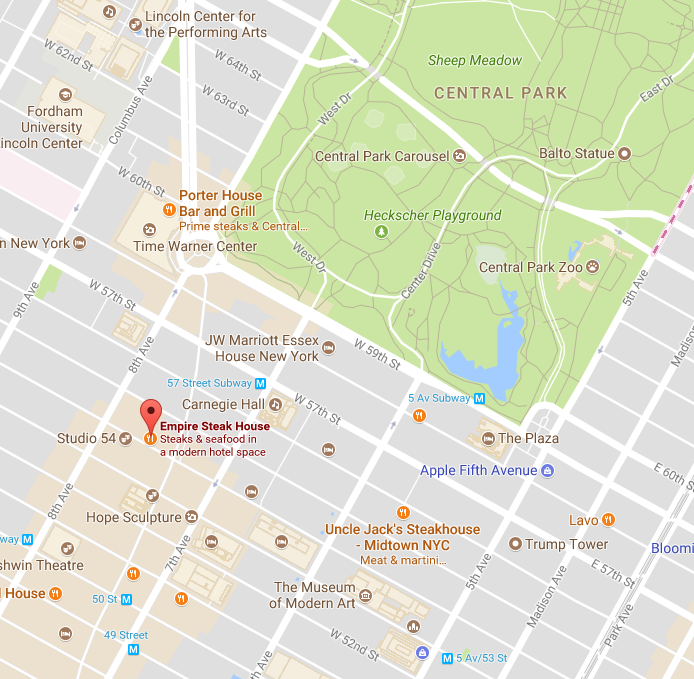 Lincoln Center for
the Performing Arts
W 62nd St
W 64th St
Sheep Meadow
CENTRAL PARK
East Dr
W 63rd St
West Dr
Fordham
University
incoln Center
Columbus Ave
Central Park Carousel
Balto Statue
W 60th St
Porter House
Bar and Grill
Prime steaks & Central...
Heckscher Playground
n New York
Time Warner Center
West Dr
Center Drive
Central Park Zoo
5th Ave
9th Ave
W 57th St
8th Ave
JW Marriott Essex
House New York
W 59th St
Madison
57 Street Subway
M
5 Av Subway
M
Carnegie Hall
W 57th St
Empire Steak House
Steaks & seafood in
a modern hotel space
Studio 54
The Plaza
Apple Fifth Avenue
E 60th St
8th Ave
Hope Sculpture
Uncle Jack's Steakhouse
- Midtown NYC
Meat & martini...
Lavo
way
M
Trump Tower
Bloomi
shwin Theatre
7th Ave
5th Ave
E 57th St
l House
50 St
M
The Museum
of Modern Art
Madison Ave
Park Ave
49 Street
M
W 52nd St
M
5 Av/53 St
th Ave